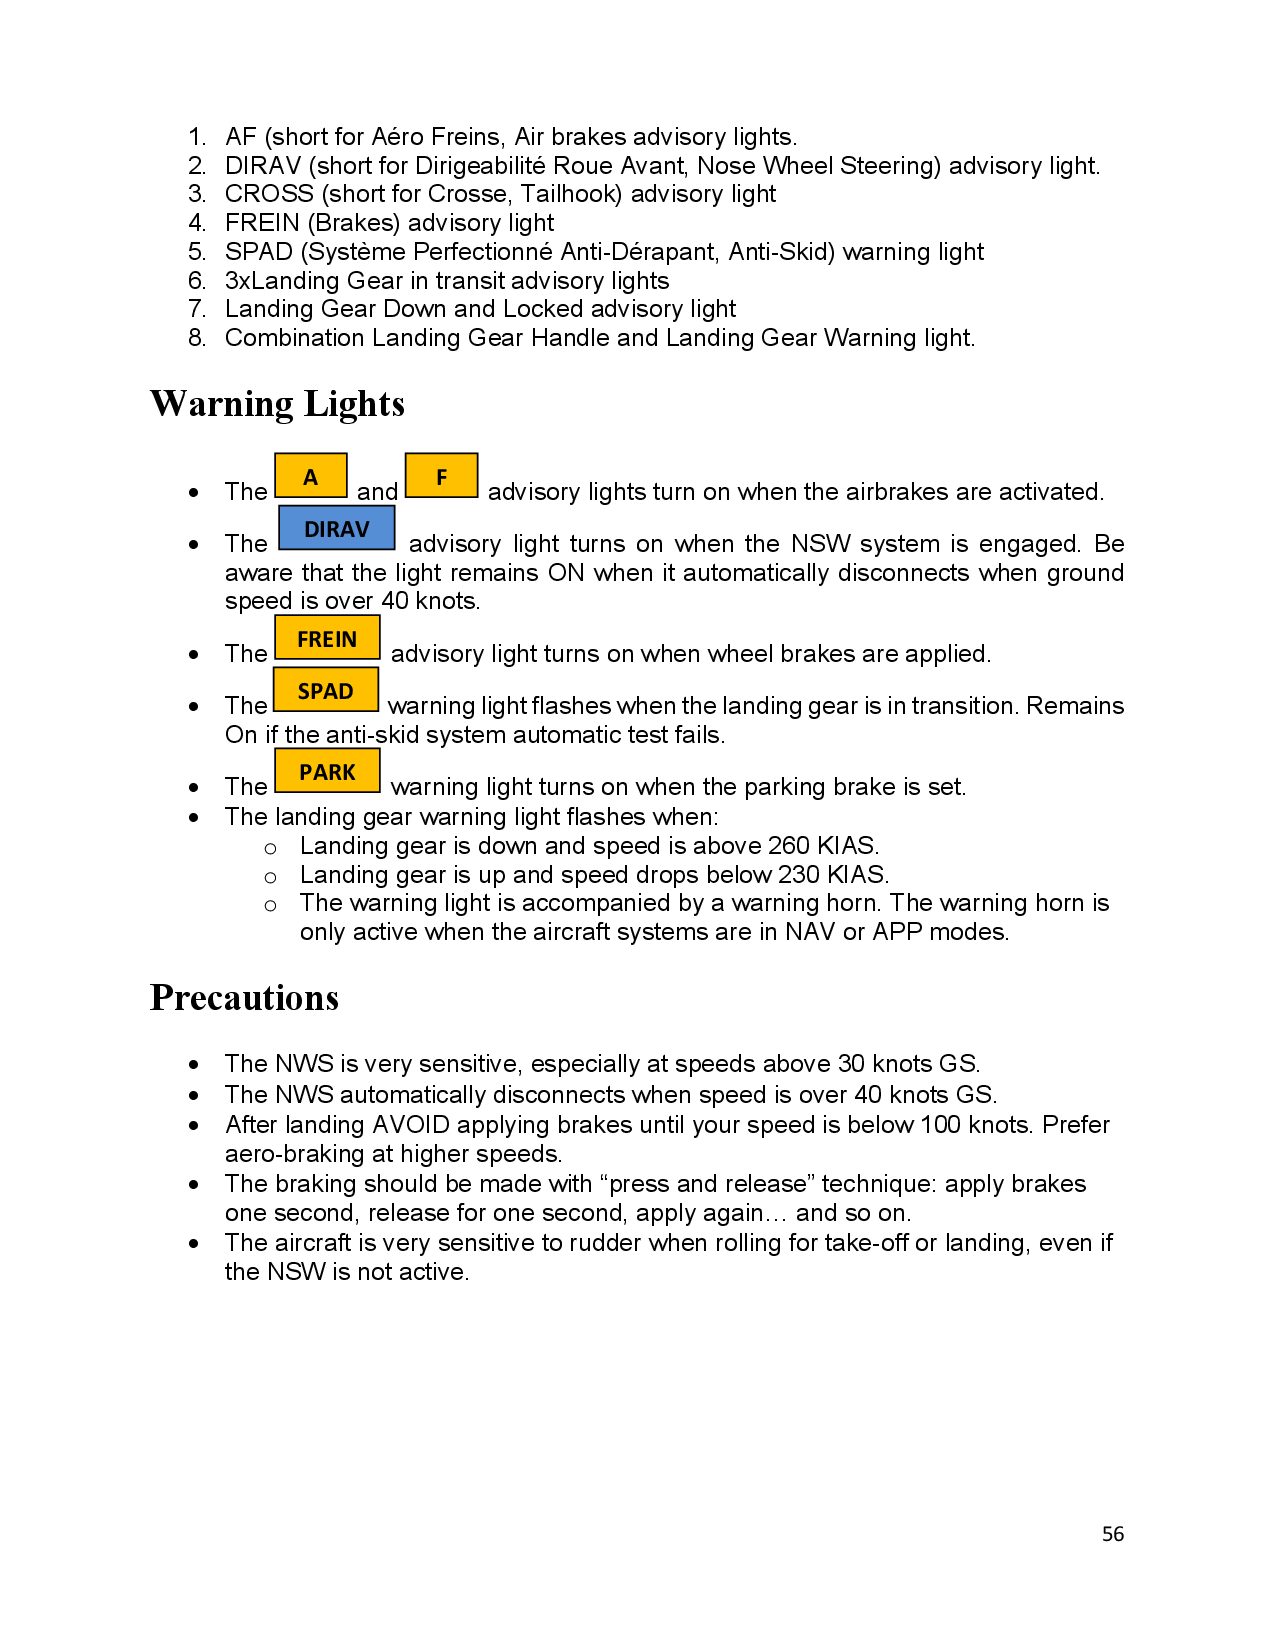 1. AF (short for Aéro Freins, Air brakes advisory lights.
2. DIRAV (short for Dirigeabilité Roue Avant, Nose Wheel Steering) advisory light.
3. CROSS (short for Crosse, Tailhook) advisory light
4. FREIN (Brakes) advisory light
5. SPAD (Système Perfectionné Anti-Dérapant, Anti-Skid) warning light
6. 3xLanding Gear in transit advisory lights
7. Landing Gear Down and Locked advisory light
8. Combination Landing Gear Handle and Landing Gear Warning light.
Warning Lights
• The A and F advisory lights turn on when the airbrakes are activated.
• The DIRAV advisory light turns on when the NSW system is engaged. Be
aware that the light remains ON when it automatically disconnects when ground
speed is over 40 knots.
• The FREIN advisory light turns on when wheel brakes are applied.
• The SPAD warning light flashes when the landing gear is in transition. Remains
On if the anti-skid system automatic test fails.
• The PARK warning light turns on when the parking brake is set.
• The landing gear warning light flashes when:
o Landing gear is down and speed is above 260 KIAS.
o Landing gear is up and speed drops below 230 KIAS.
o The warning light is accompanied by a warning horn. The warning horn is
only active when the aircraft systems are in NAV or APP modes.
Precautions
• The NWS is very sensitive, especially at speeds above 30 knots GS.
• The NWS automatically disconnects when speed is over 40 knots GS.
• After landing AVOID applying brakes until your speed is below 100 knots. Prefer
aero-braking at higher speeds.
• The braking should be made with “press and release” technique: apply brakes
one second, release for one second, apply again… and so on.
• The aircraft is very sensitive to rudder when rolling for take-off or landing, even if
the NSW is not active.
56